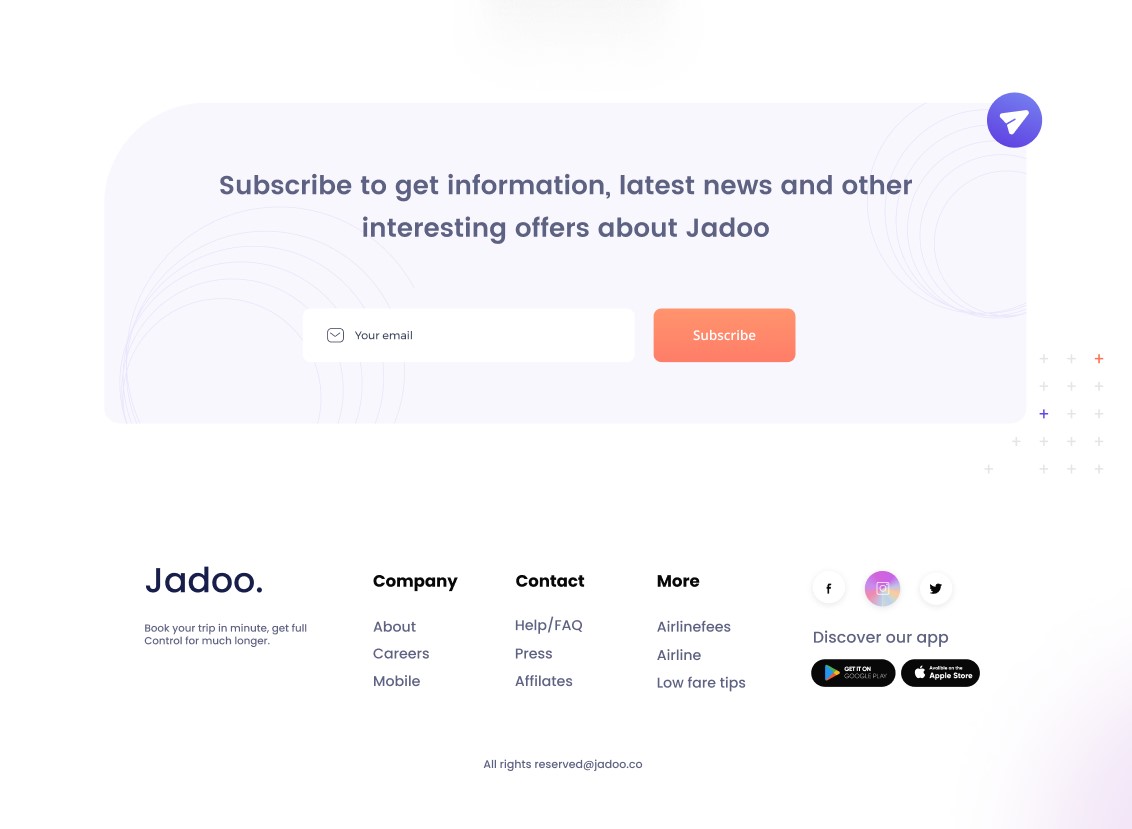 Subscribe to get information, latest news and other
interesting offers about Jadoo
Your email
Subscribe
Jadoo.
Book your trip in minute, get full
Control for much longer.
Company
About
Careers
Mobile
Contact
Help/FAQ
Press
Affilates
More
Airlinefees
Airline
Low fare tips
f
Discover our app
GET IT ON
GOOGLE PLAY
Avalible on the
Apple Store
All rights reserved@jadoo.co